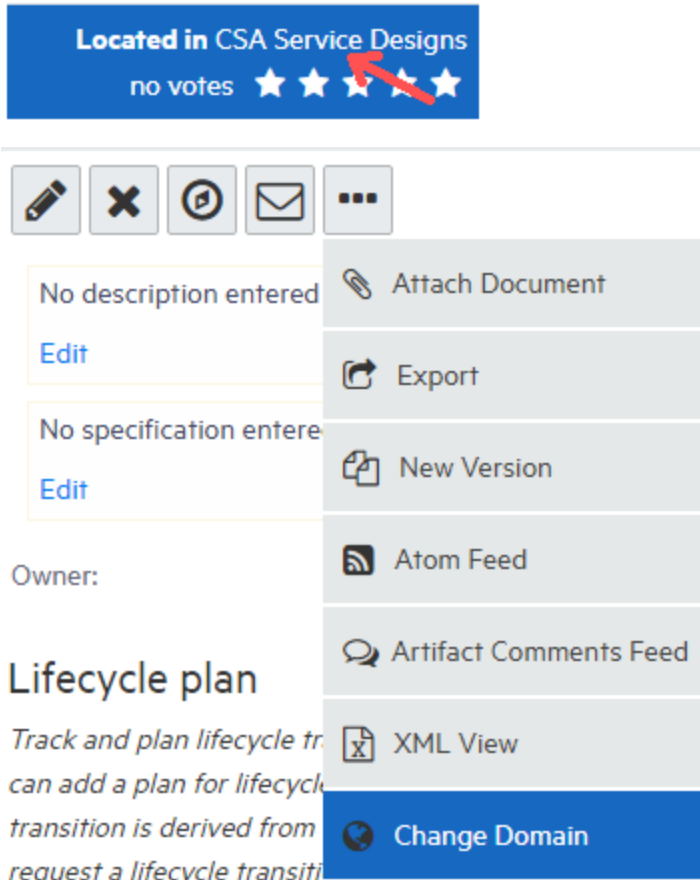 Located in CSA Service Designs
no votes
No description entered
Edit
No specification entere
Edit
Owner:
Lifecycle plan
Track and plan lifecycle tr
can add a plan for lifecycle
transition is derived from
request a lifecycle transiti
Attach Document
Export
New Version
Atom Feed
Artifact Comments Feed
XML View
Change Domain